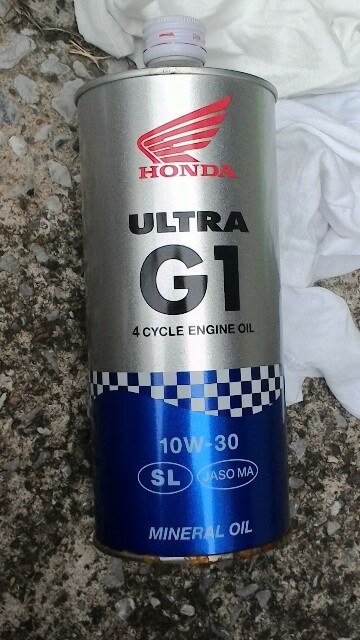 HONDA
ULTRA
G1
4 CYCLE ENGINE OIL
10W-30
SL JASO MA
MINERAL OIL